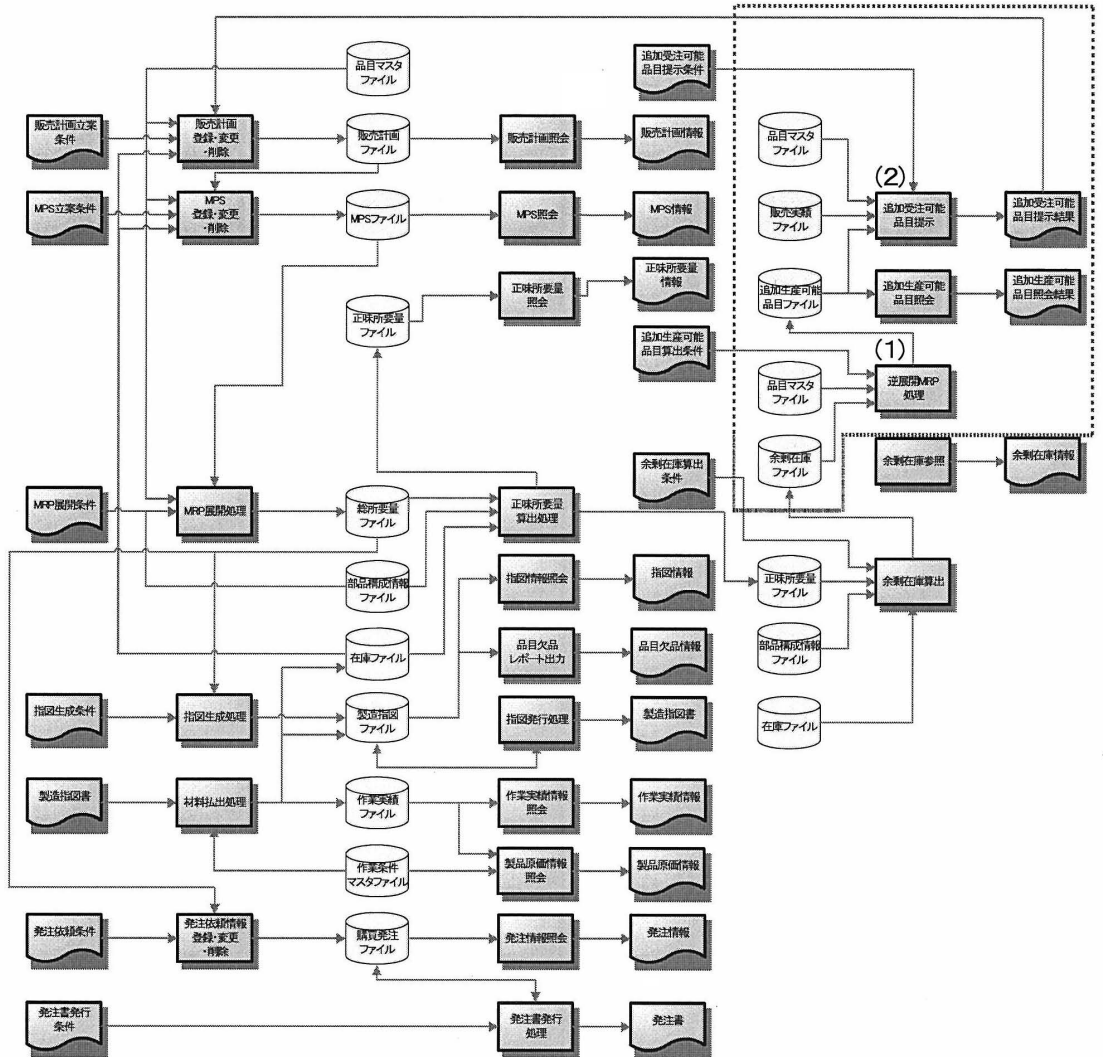 品目マスタ
ファイル
追加受注可能
品目提示条件
販売計画立案
条件
販売計画
登録・変更
・削除
販売計画
ファイル
販売計画照会
販売計画情報
品目マスタ
ファイル
MPS立案条件
MPS
登録・変更
・削除
MPSファイル
MPS照会
MPS情報
販売実績
ファイル
(2)
追加受注可能
品目提示
追加受注可能
品目提示結果
正味所要量
ファイル
正味所要量
照会
正味所要量
情報
追加生産可能
品目ファイル
追加生産可能
品目照会
追加生産可能
品目照会結果
追加生産可能
品目算出条件
(1)
品目マスタ
ファイル
逆展開MRP
処理
MRP展開条件
MRP展開処理
総所要量
ファイル
正味所要量
算出処理
余剰在庫算出
条件
余剰在庫
ファイル
余剰在庫参照
余剰在庫情報
部品構成情報
ファイル
指図情報照会
指図情報
正味所要量
ファイル
余剰在庫算出
在庫ファイル
品目欠品
レポート出力
品目欠品情報
部品構成情報
ファイル
指図生成条件
指図生成処理
製造指図
ファイル
指図発行処理
製造指図書
在庫ファイル
製造指図書
材料払出処理
作業実績
ファイル
作業実績情報
照会
作業実績情報
作業条件
マスタファイル
製品原価情報
照会
製品原価情報
発注依頼条件
発注依頼情報
登録・変更
・削除
購買発注
ファイル
発注情報照会
発注情報
発注書発行
条件
発注書発行
処理
発注書